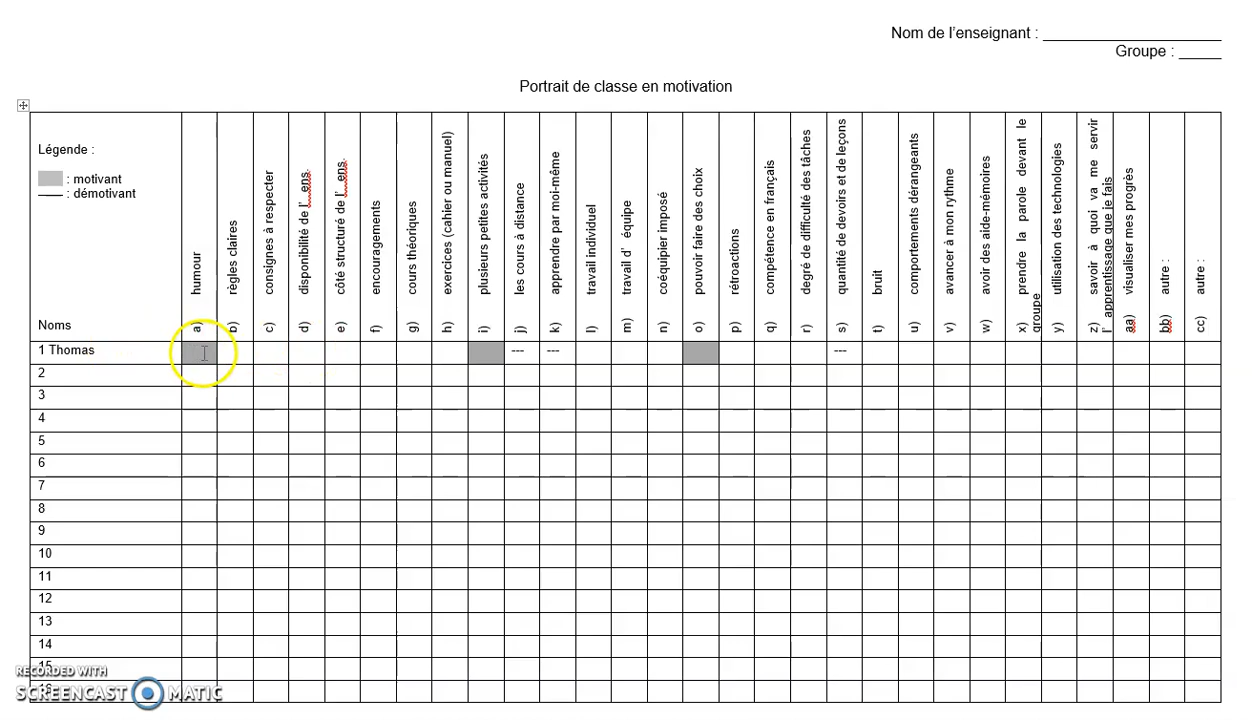 Nom de l'enseignant : ____________________
Groupe : _____
Portrait de classe en motivation
Légende :
: motivant
: démotivant
Noms
a) humour
b) règles claires
c) consignes à respecter
d) disponibilité de l' ens.
e) côté structuré de l' ens.
f) encouragements
g) cours théoriques
h) exercices (cahier ou manuel)
i) plusieurs petites activités
j) les cours à distance
k) apprendre par moi-même
l) travail individuel
m) travail d' équipe
n) coéquipier imposé
o) pouvoir faire des choix
p) rétroactions
q) compétence en français
r) degré de difficulté des tâches
s) quantité de devoirs et de leçons
t) bruit
u) comportements dérangeants
v) avancer à mon rythme
w) avoir des aide-mémoires
x) prendre la parole devant le
groupe
y) utilisation des technologies
z) savoir à quoi va me servir
l' apprentissage que je fais
aa) visualiser mes progrès
bb) autre :
cc) autre :
1 Thomas --- --- ---
2
3
4
5
6
7
8
9
10
11
12
13
14
15
RECORDED WITH
SCREENCAST MATIC